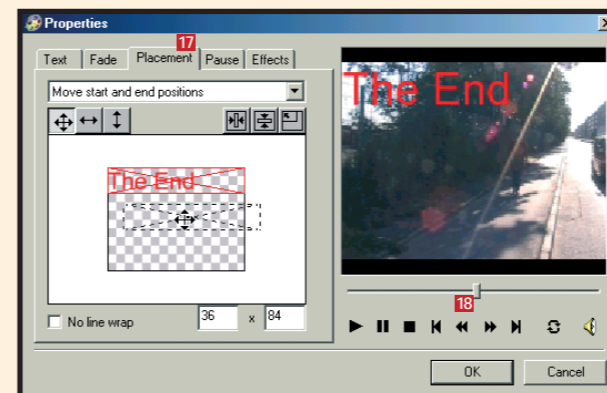 Properties
17
Text Fade Placement Pause Effects
Move start and end positions
The End
No line wrap 36 x 84
The End
18
OK Cancel